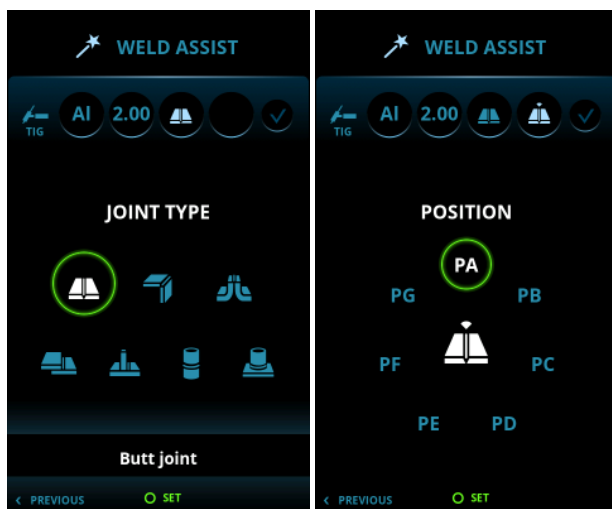 WELD ASSIST
TIG
Al
2.00
JOINT TYPE
Butt joint
< PREVIOUS
SET
WELD ASSIST
TIG
Al
2.00
POSITION
PA
PG
PB
PF
PC
PE
PD
< PREVIOUS
SET